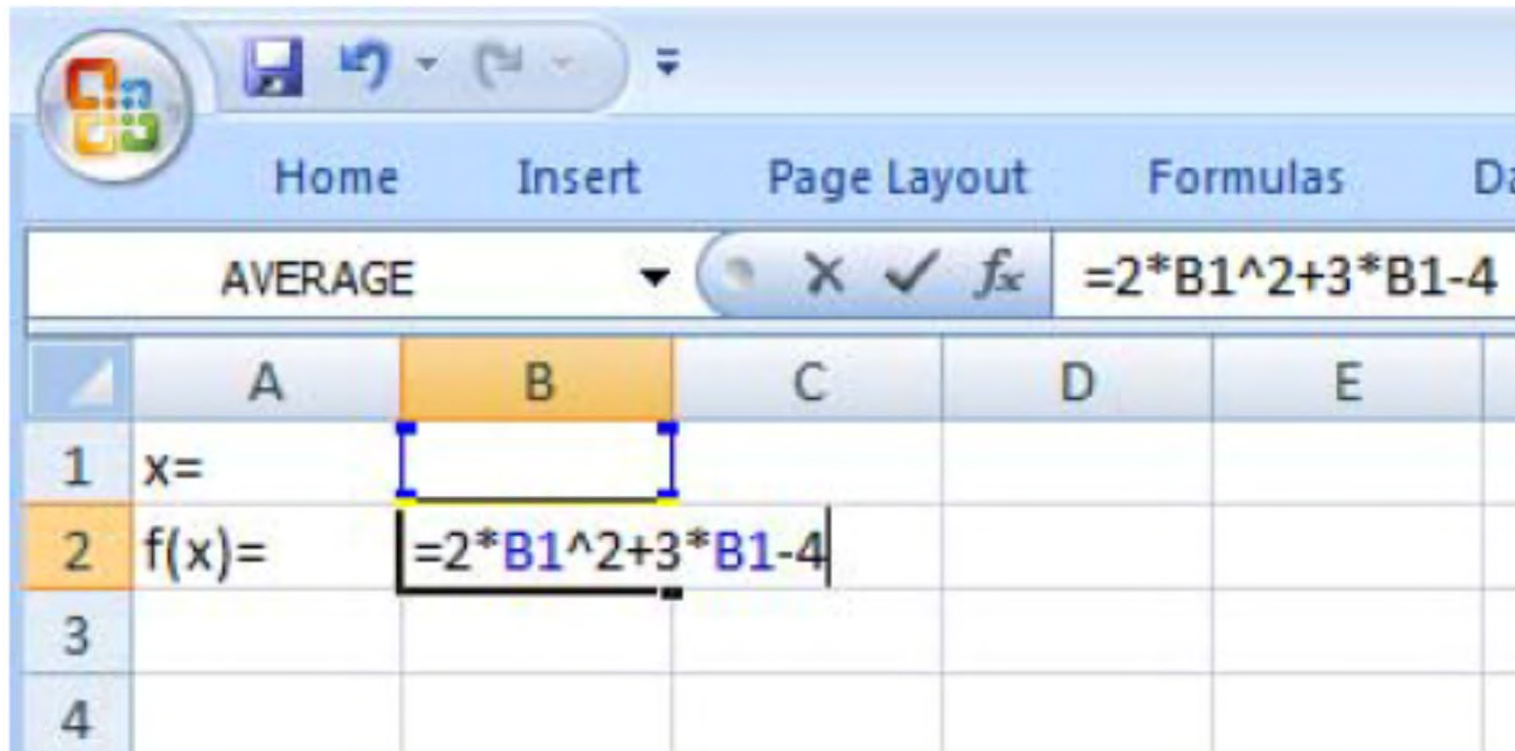 Home Insert Page Layout Formulas
AVERAGE fx =2*B1^2+3*B1-4
A B C D E
1 x=
2 f(x)= =2*B1^2+3*B1-4
3
4